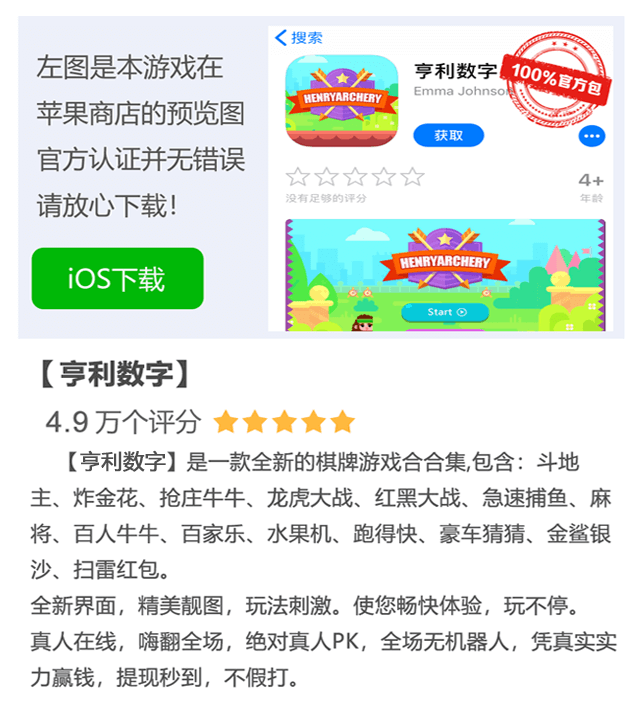 左图是本游戏在
苹果商店的预览图
官方认证并无错误
请放心下载！
iOS下载
搜索
HENRYARCHERY
亨利数字
Emma Johnson
100%官方包
获取
没有足够的评分
4+
年龄
HENRYARCHERY
Start
【亨利数字】
4.9 万个评分
【亨利数字】是一款全新的棋牌游戏合合集,包含：斗地
主、炸金花、抢庄牛牛、龙虎大战、红黑大战、急速捕鱼、麻
将、百人牛牛、百家乐、水果机、跑得快、豪车猜猜、金鲨银
沙、扫雷红包。
全新界面，精美靓图，玩法刺激。使您畅快体验，玩不停。
真人在线，嗨翻全场，绝对真人PK，全场无机器人，凭真实实
力赢钱，提现秒到，不假打。